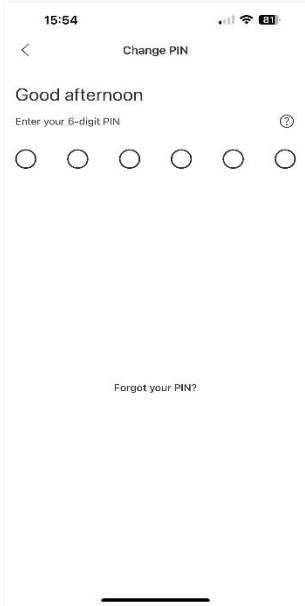 15:54 81
Change PIN
Good afternoon
Enter your 6-digit PIN ?
Forgot your PIN?